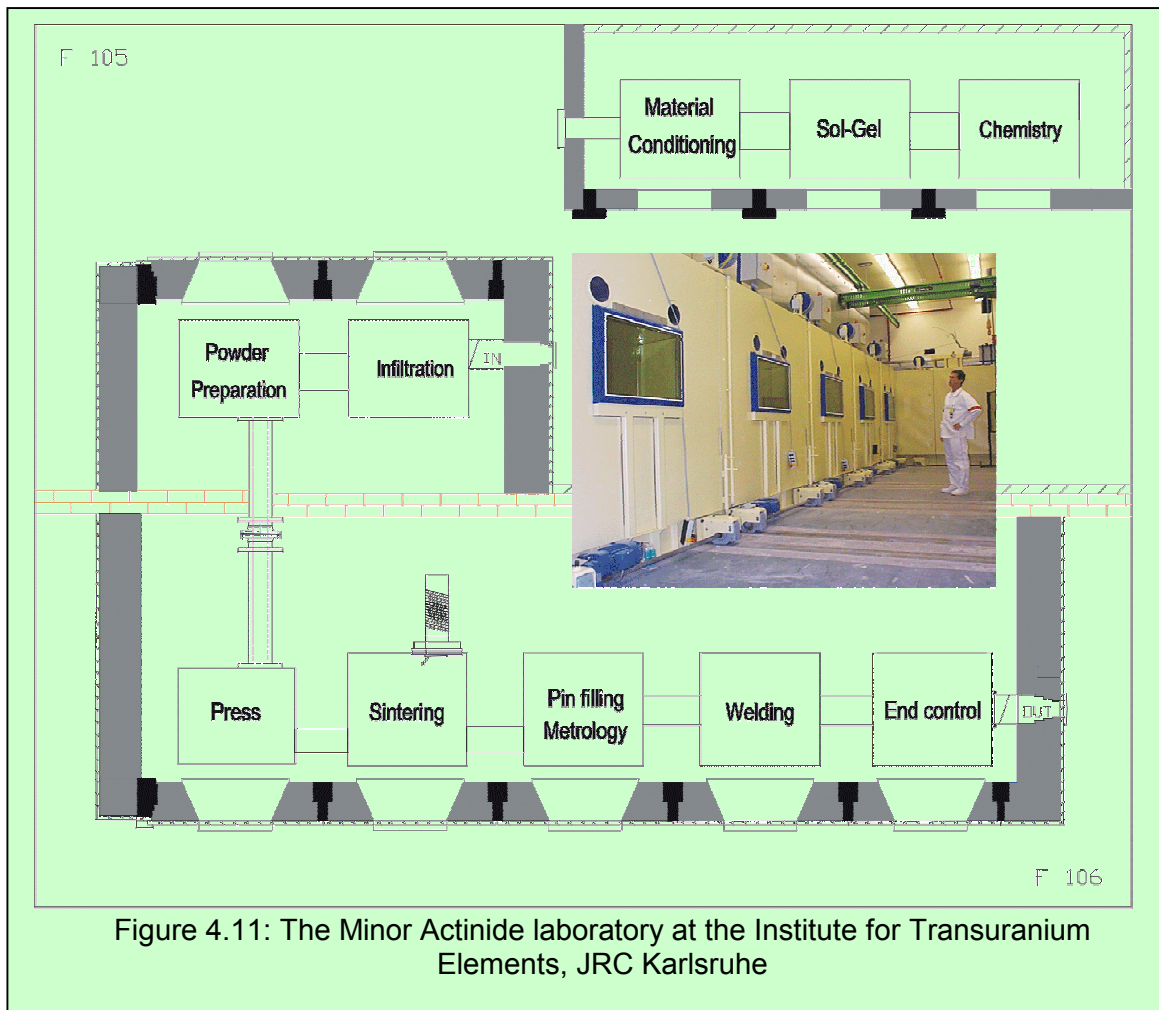 F 105
Material
Conditioning
Sol-Gel
Chemistry
Powder
Preparation
Infiltration
IN
Press
Sintering
Pin filling
Metrology
Welding
End control
OUT
F 106
Figure 4.11: The Minor Actinide laboratory at the Institute for Transuranium
Elements, JRC Karlsruhe